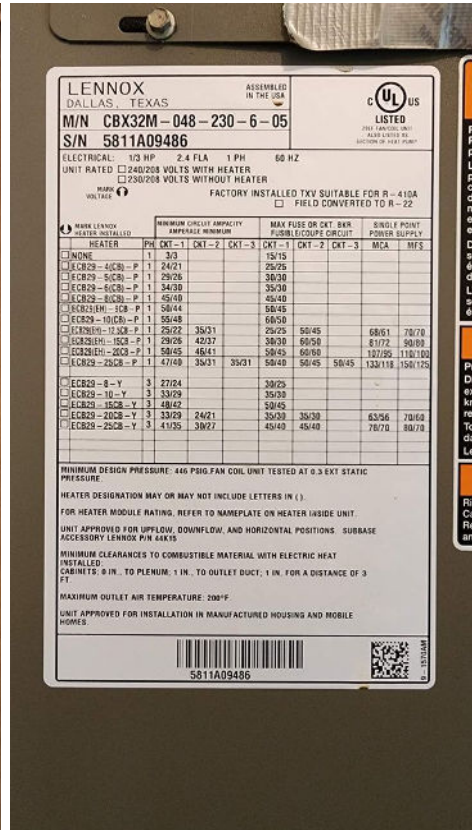 LENNOX
DALLAS, TEXAS
ASSEMBLED
IN THE USA
C UL US
LISTED
M/N CBX32M-048-230-6-05
S/N 5811A09486
ELECTRICAL: 1/3 HP 2.4 FLA 1 PH 60 HZ
UNIT RATED □ 240/208 VOLTS WITH HEATER
□ 230/208 VOLTS WITHOUT HEATER
MARK VOLTAGE
FACTORY INSTALLED TXV SUITABLE FOR R-410A
□ FIELD CONVERTED TO R-22
MARK LENNOX HEATER INSTALLED
MINIMUM CIRCUIT AMPACITY
AMPERAGE MINIMUM
MAX FUSE OR CKT. BKR
FUSIBLE/COUPE CIRCUIT
SINGLE POINT
POWER SUPPLY
HEATER PH CKT-1 CKT-2 CKT-3 CKT-1 CKT-2 CKT-3 MCA MFS
□ NONE 1 3/3 15/15
□ ECB29-4(CB)-P 1 24/21 25/25
□ ECB29-5(CB)-P 1 29/26 30/30
□ ECB29-6(CB)-P 1 34/30 35/30
□ ECB29-8(CB)-P 1 45/40 45/40
□ ECB29(EH)-9CB-P 1 50/44 50/45
□ ECB29-10(CB)-P 1 55/48 60/50
□ ECB29(EH)-12.5CB-P 1 25/22 35/31 25/25 50/45 68/61 70/70
□ ECB29(EH)-15CB-P 1 29/26 42/37 30/30 60/50 81/72 90/80
□ ECB29(EH)-20CB-P 1 50/45 46/41 50/45 60/60 107/95 110/100
□ ECB29-25CB-P 1 47/40 35/31 35/31 50/40 50/45 50/45 133/118 150/125
□ ECB29-8-Y 3 27/24 30/25
□ ECB29-10-Y 3 33/29 35/30
□ ECB29-15CB-Y 3 48/42 50/45
□ ECB29-20CB-Y 3 33/29 24/21 35/30 35/30 63/56 70/60
□ ECB29-25CB-Y 3 41/35 30/27 45/40 45/40 78/70 80/70
MINIMUM DESIGN PRESSURE: 446 PSIG.FAN COIL UNIT TESTED AT 0.3 EXT STATIC
PRESSURE.
HEATER DESIGNATION MAY OR MAY NOT INCLUDE LETTERS IN ( ).
FOR HEATER MODULE RATING, REFER TO NAMEPLATE ON HEATER INSIDE UNIT.
UNIT APPROVED FOR UPFLOW, DOWNFLOW, AND HORIZONTAL POSITIONS. SUBBASE
ACCESSORY LENNOX P/N 44K15
MINIMUM CLEARANCES TO COMBUSTIBLE MATERIAL WITH ELECTRIC HEAT
INSTALLED:
CABINETS: 0 IN., TO PLENUM; 1 IN., TO OUTLET DUCT; 1 IN. FOR A DISTANCE OF 3
FT.
MAXIMUM OUTLET AIR TEMPERATURE: 200°F.
UNIT APPROVED FOR INSTALLATION IN MANUFACTURED HOUSING AND MOBILE
HOMES.
5811A09486
9-1570AM